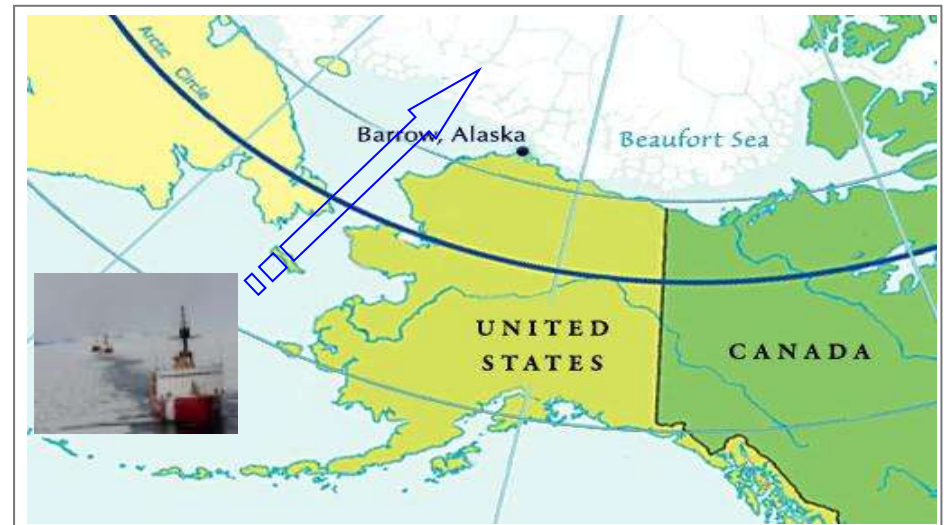 Arctic Circle
Barrow, Alaska
Beaufort Sea
UNITED
STATES
CANADA